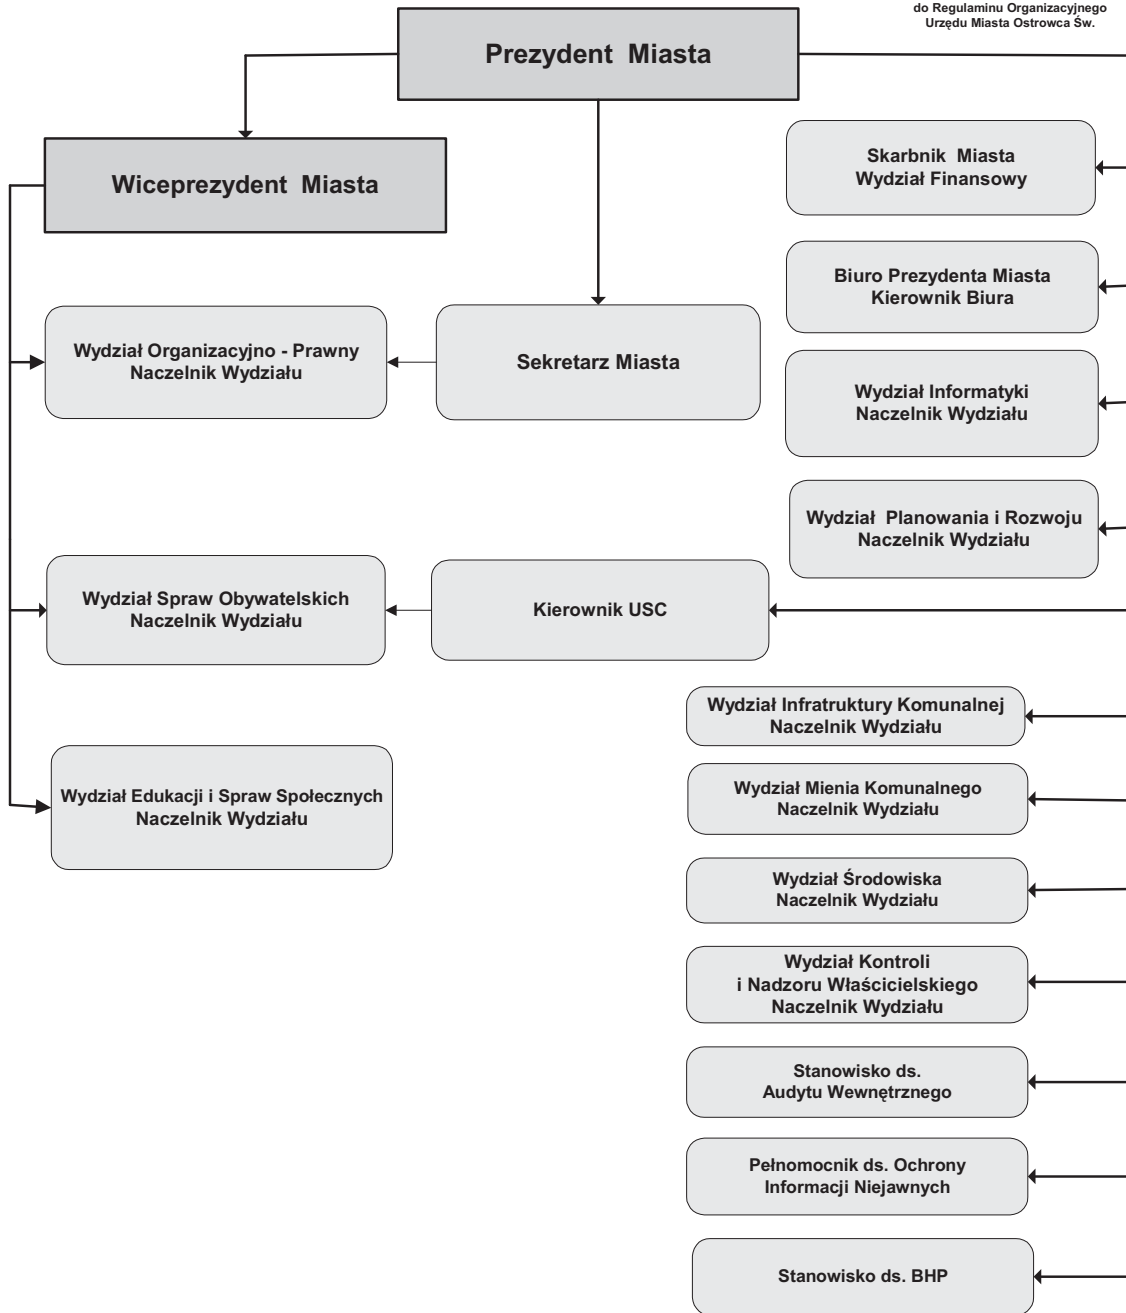 do Regulaminu Organizacyjnego
Urzędu Miasta Ostrowca Św.
Prezydent Miasta
Wiceprezydent Miasta
Skarbnik Miasta
Wydział Finansowy
Biuro Prezydenta Miasta
Kierownik Biura
Wydział Organizacyjno - Prawny
Naczelnik Wydziału
Sekretarz Miasta
Wydział Informatyki
Naczelnik Wydziału
Wydział Planowania i Rozwoju
Naczelnik Wydziału
Wydział Spraw Obywatelskich
Naczelnik Wydziału
Kierownik USC
Wydział Infratruktury Komunalnej
Naczelnik Wydziału
Wydział Edukacji i Spraw Społecznych
Naczelnik Wydziału
Wydział Mienia Komunalnego
Naczelnik Wydziału
Wydział Środowiska
Naczelnik Wydziału
Wydział Kontroli
i Nadzoru Właścicielskiego
Naczelnik Wydziału
Stanowisko ds.
Audytu Wewnętrznego
Pełnomocnik ds. Ochrony
Informacji Niejawnych
Stanowisko ds. BHP